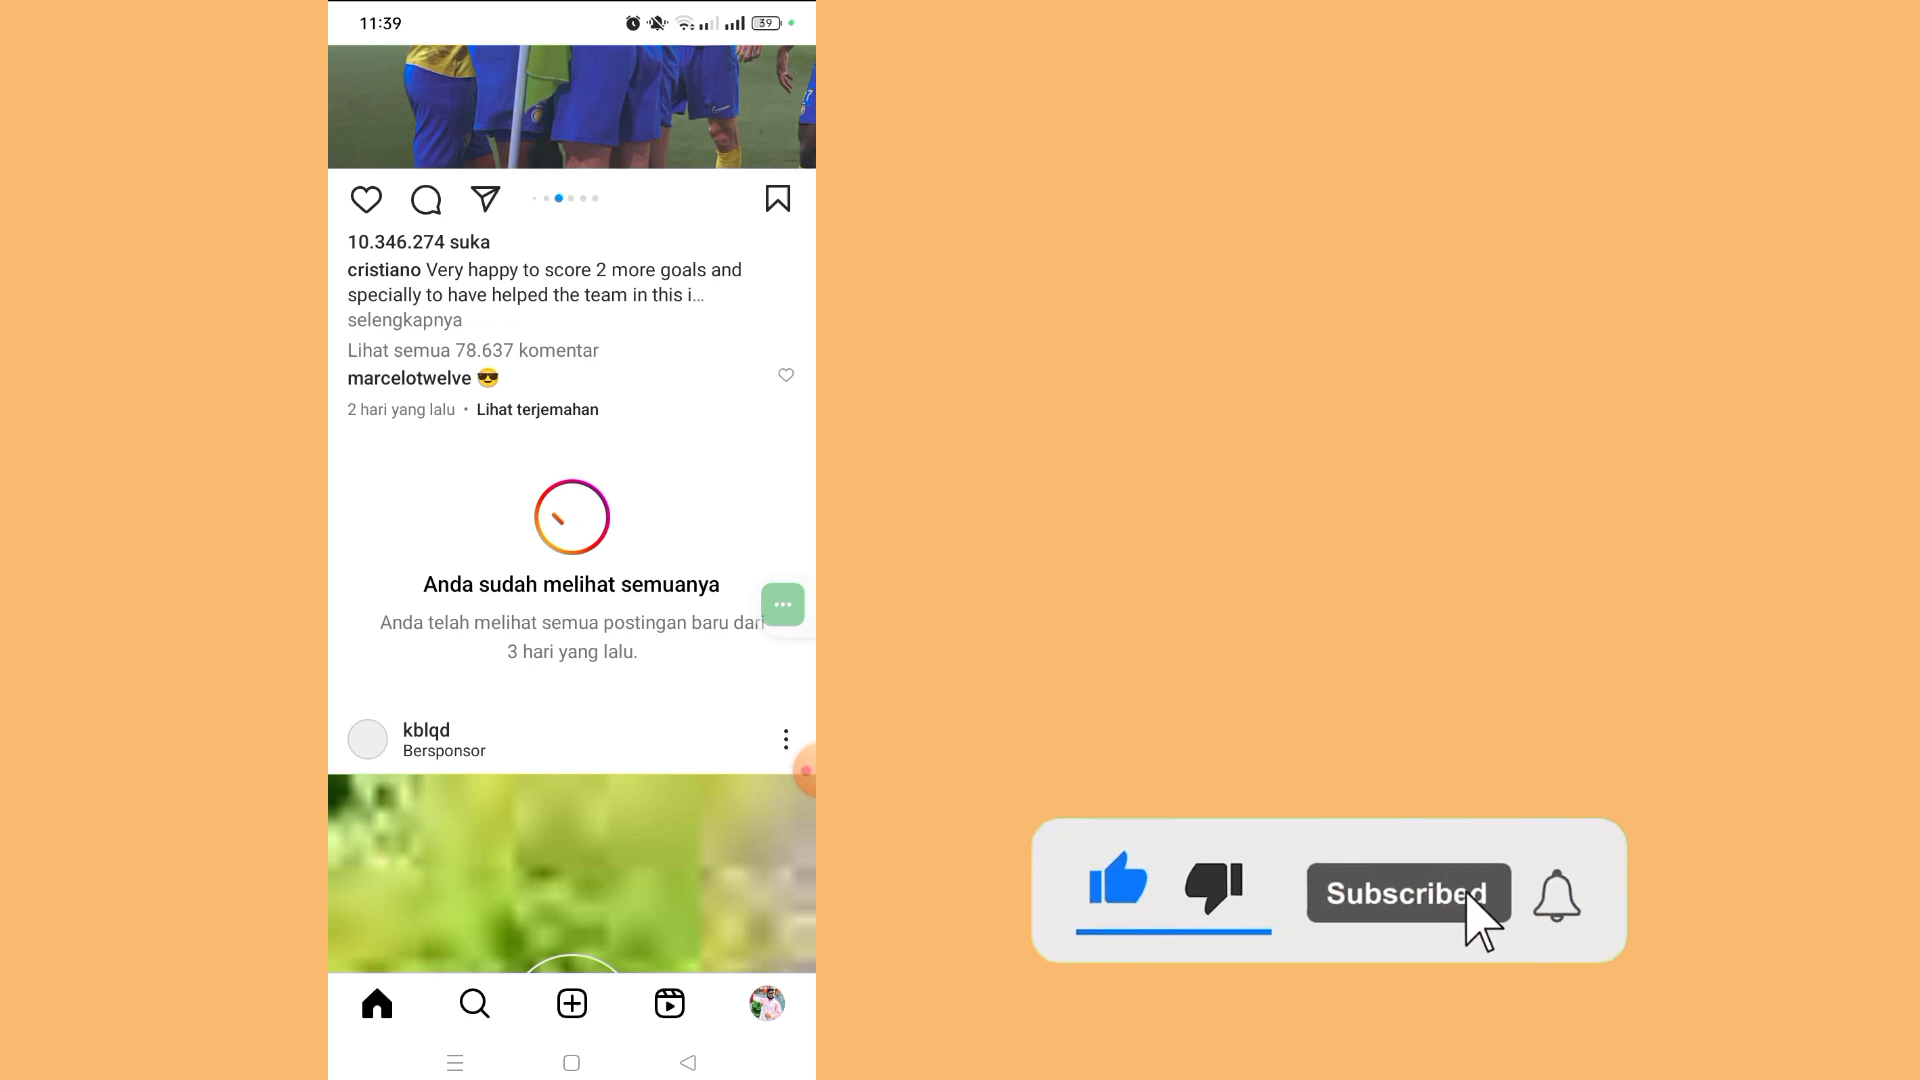 11:39
39
7
10.346.274 suka
cristiano Very happy to score 2 more goals and
specially to have helped the team in this i...
selengkapnya
Lihat semua 78.637 komentar
marcelotwelve 😎
2 hari yang lalu • Lihat terjemahan
Anda sudah melihat semuanya
Anda telah melihat semua postingan baru dari
3 hari yang lalu.
kblqd
Bersponsor
Subscribed